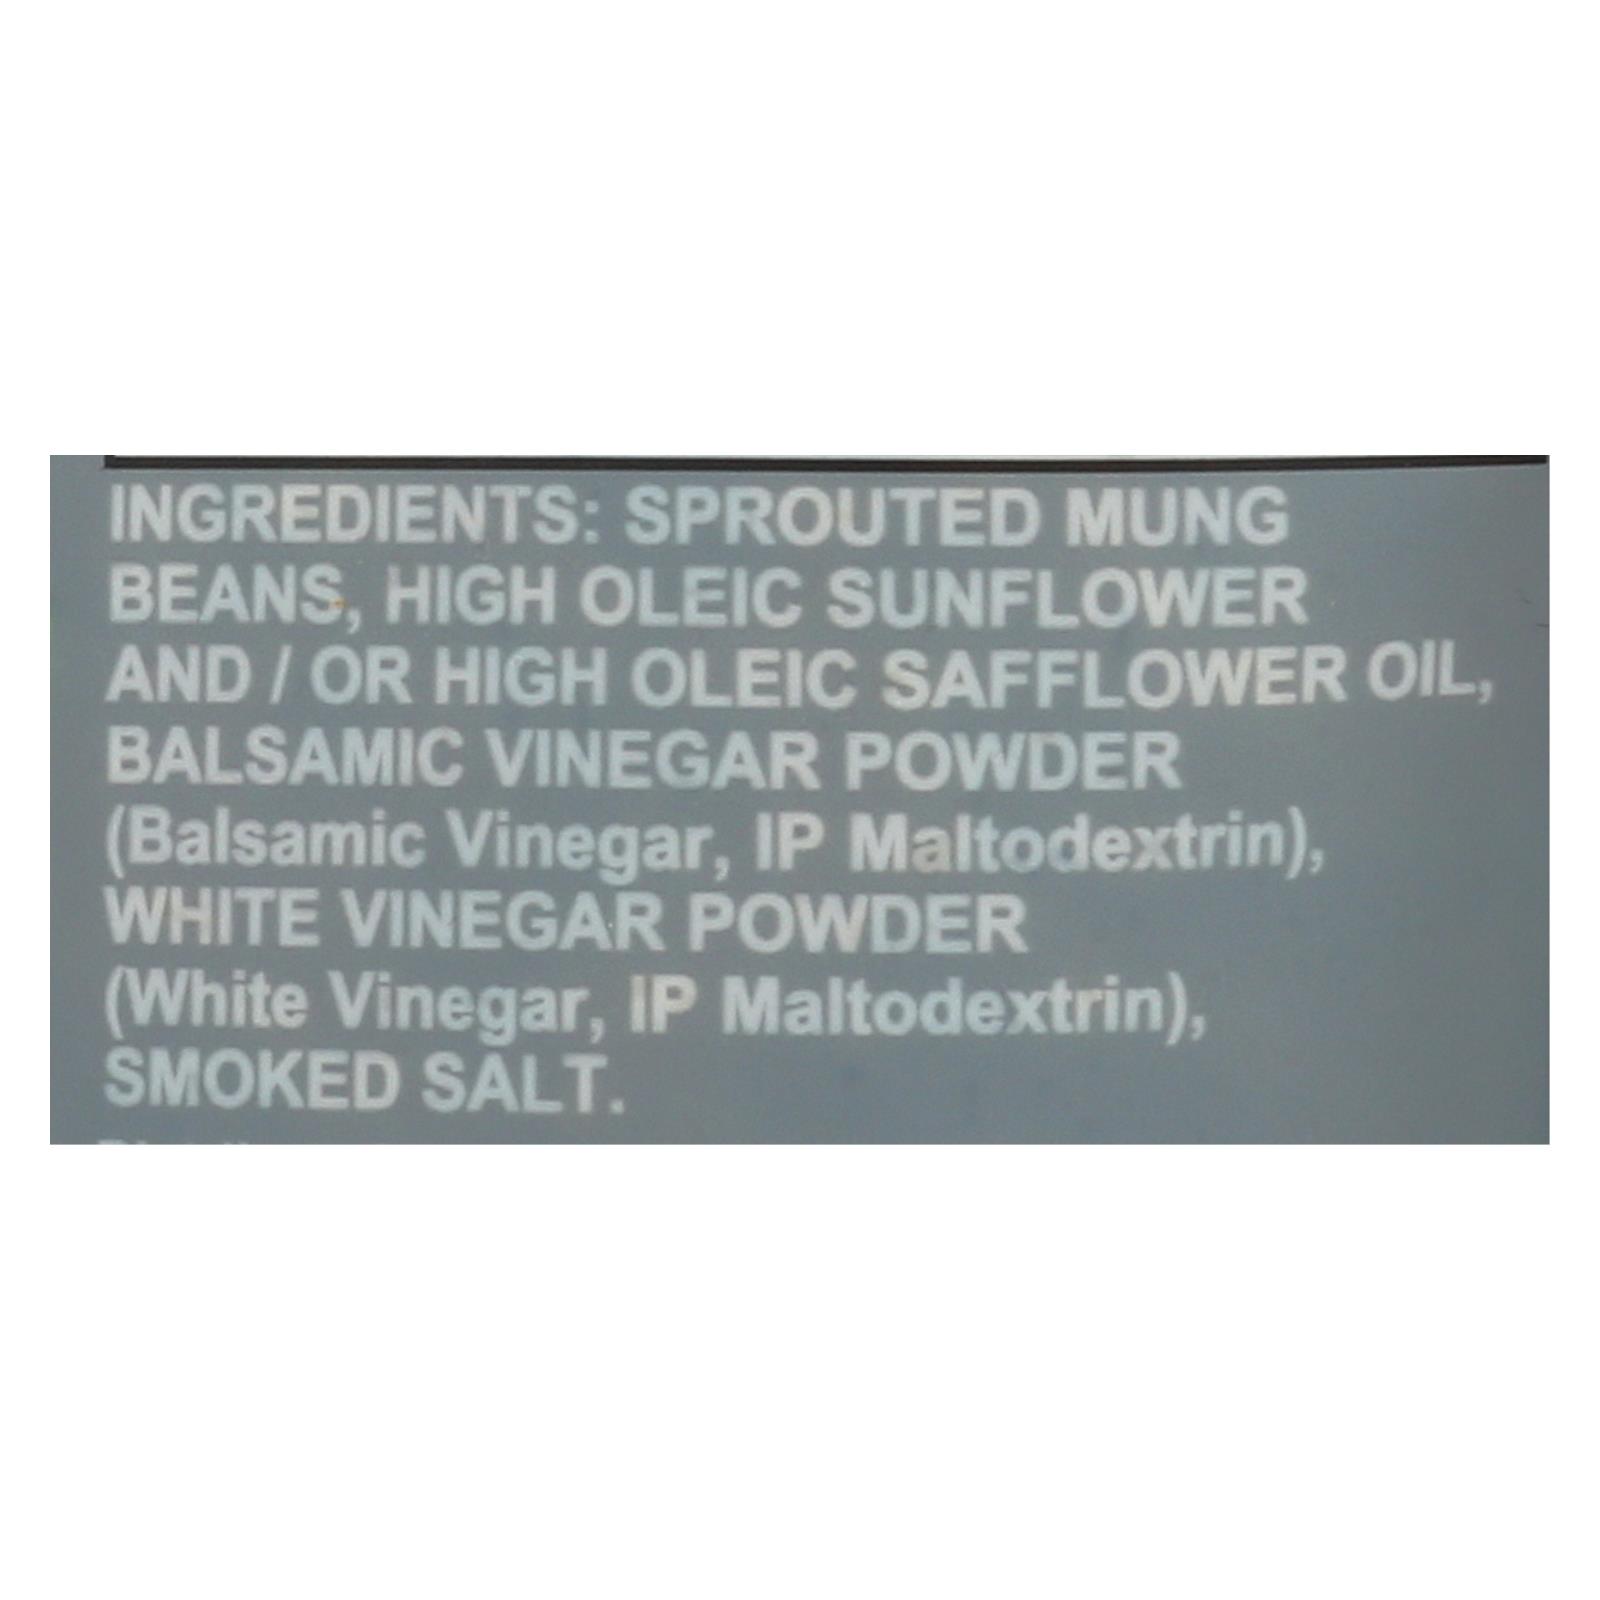 INGREDIENTS: SPROUTED MUNG
BEANS, HIGH OLEIC SUNFLOWER
AND / OR HIGH OLEIC SAFFLOWER OIL,
BALSAMIC VINEGAR POWDER
(Balsamic Vinegar, IP Maltodextrin),
WHITE VINEGAR POWDER
(White Vinegar, IP Maltodextrin),
SMOKED SALT.